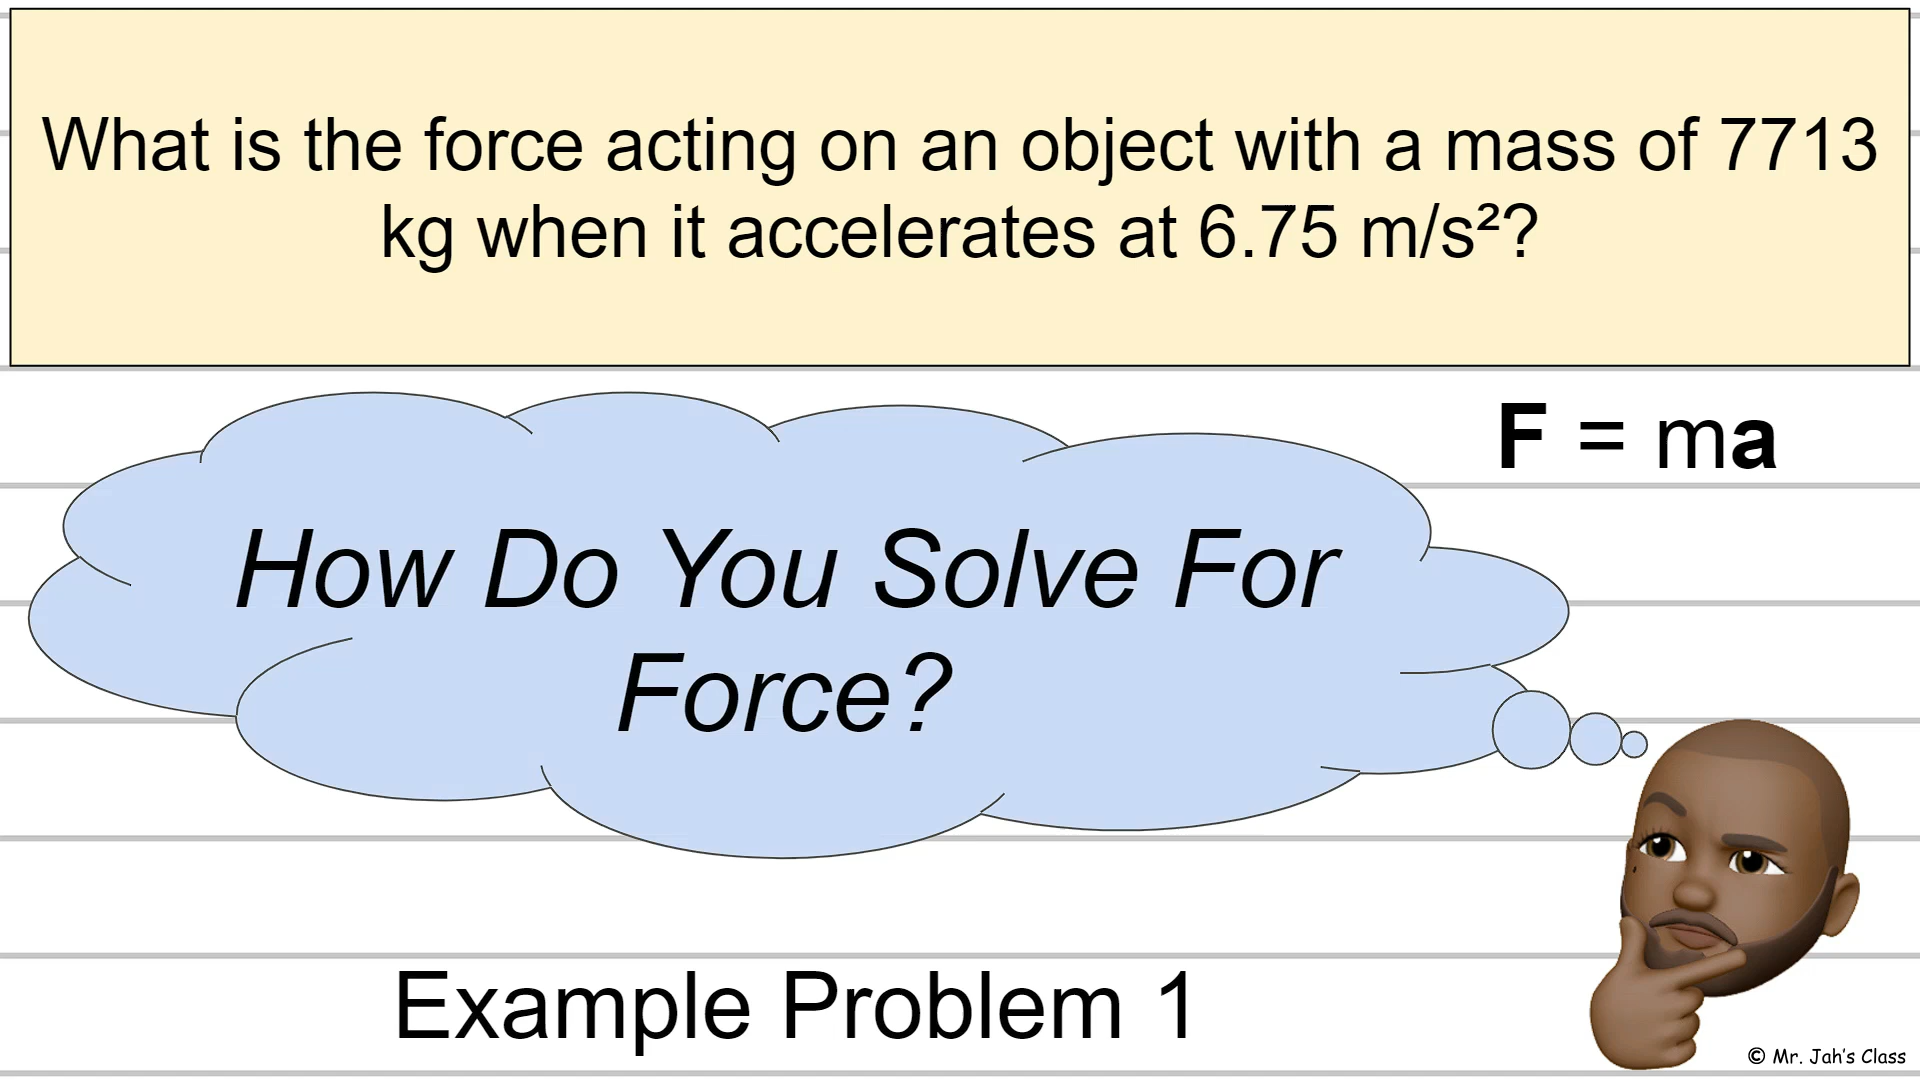 What is the force acting on an object with a mass of 7713
kg when it accelerates at 6.75 m/s²?
F = ma
How Do You Solve For
Force?
Example Problem 1
© Mr. Jah's Class